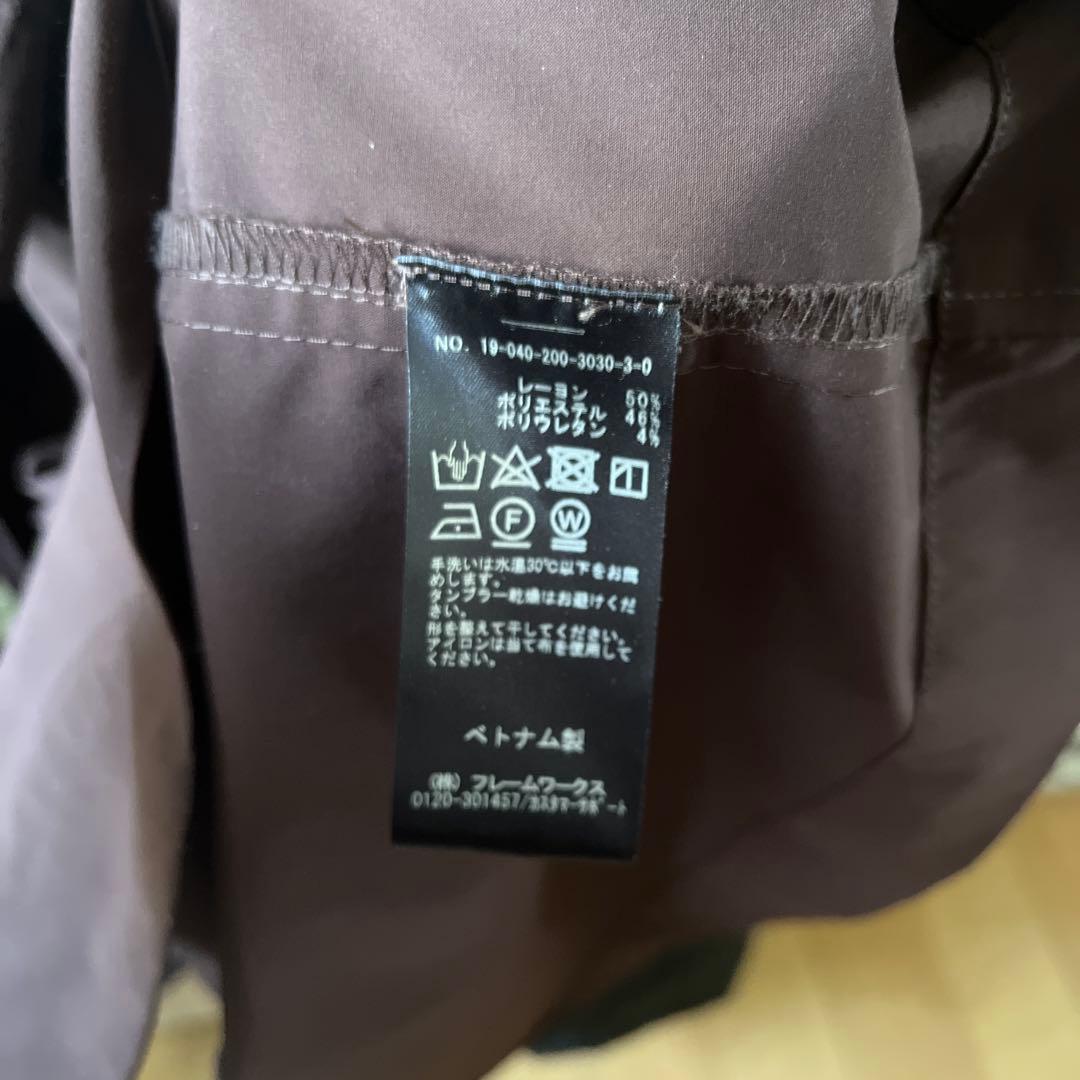 NO. 19-040-200-3030-3-0
レーヨン 50%
ポリエステル 46%
ポリウレタン 4%
F W
手洗いは水温30℃以下をお薦
めします。
タンブラー乾燥はお避けくだ
さい。
形を整えて干してください。
アイロンは当て布を使用して
ください。
ベトナム製
(株) フレームワークス
0120-301457/カスタマーサポート